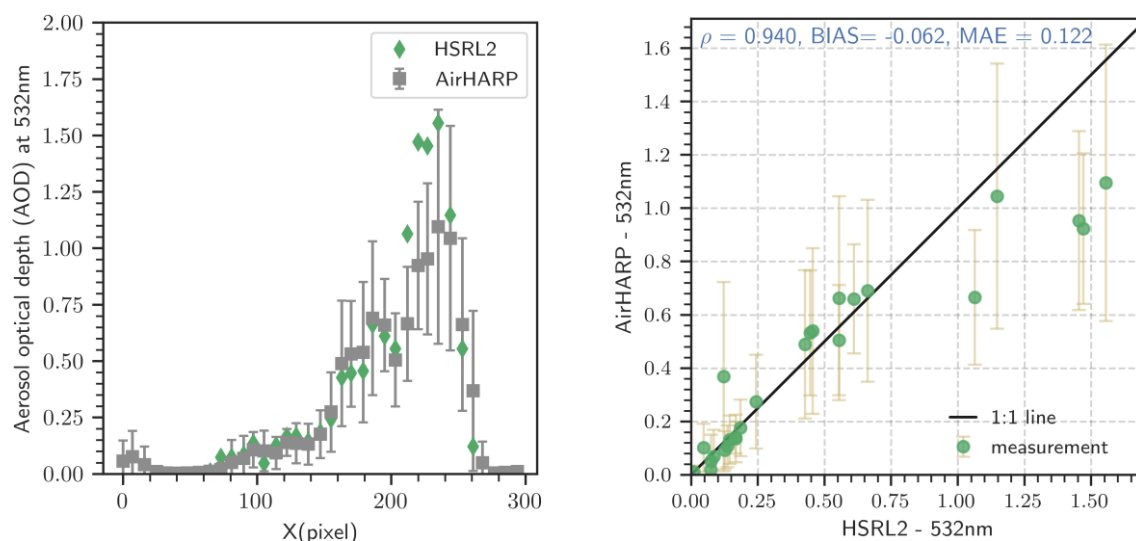 2.00
1.75
1.50
1.25
1.00
0.75
0.50
0.25
0.00
Aerosol optical depth (AOD) at 532nm
HSRL2
AirHARP
0 100 200 300
X(pixel)
ρ = 0.940, BIAS= -0.062, MAE = 0.122
1.6
1.4
1.2
1.0
0.8
0.6
0.4
0.2
0.0
AirHARP - 532nm
1:1 line
measurement
0.00 0.25 0.50 0.75 1.00 1.25 1.50
HSRL2 - 532nm